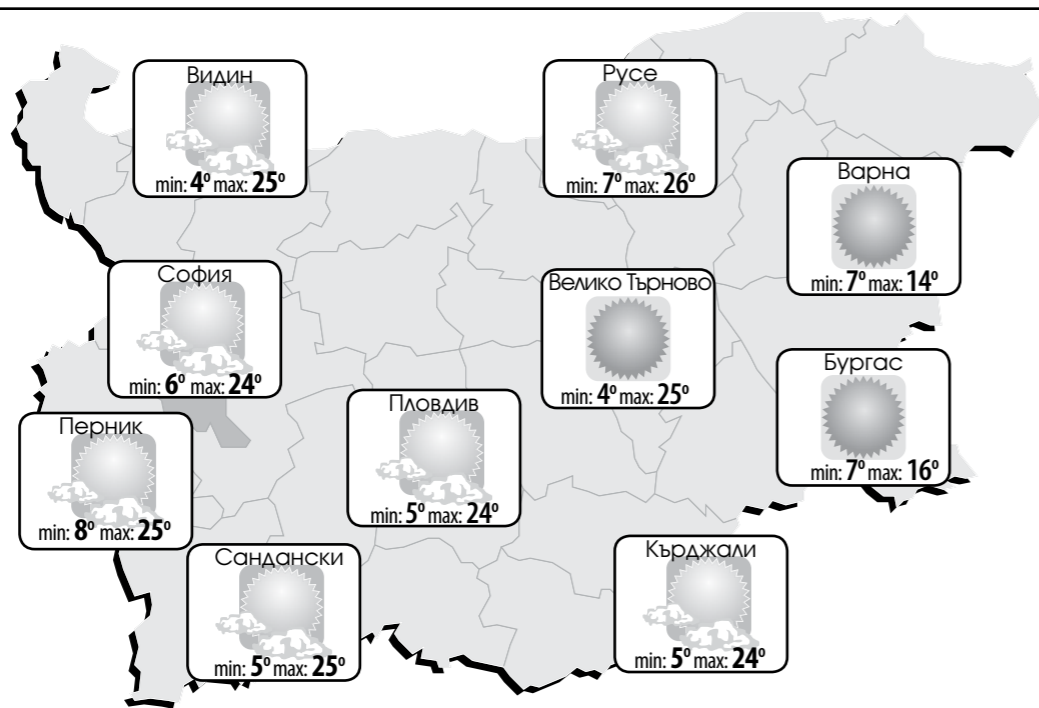 Видин
min: 4° max: 25°
Русе
min: 7° max: 26°
Варна
min: 7° max: 14°
София
min: 6° max: 24°
Велико Търново
min: 4° max: 25°
Бургас
min: 7° max: 16°
Пловдив
min: 5° max: 24°
Перник
min: 8° max: 25°
Сандански
min: 5° max: 25°
Кърджали
min: 5° max: 24°